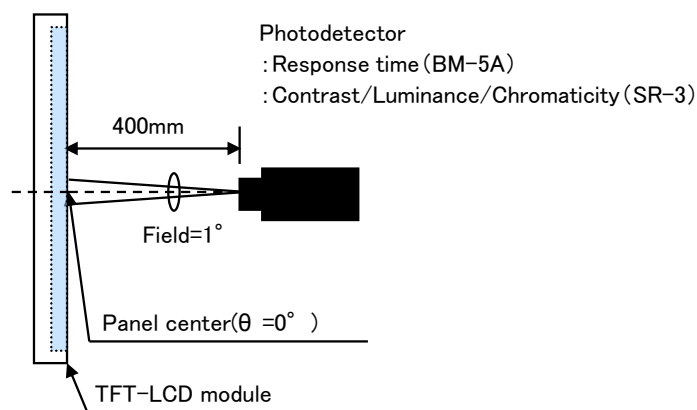 Photodetector
:Response time(BM-5A)
:Contrast/Luminance/Chromaticity(SR-3)
400mm
Field=1°
Panel center(θ =0° )
TFT-LCD module